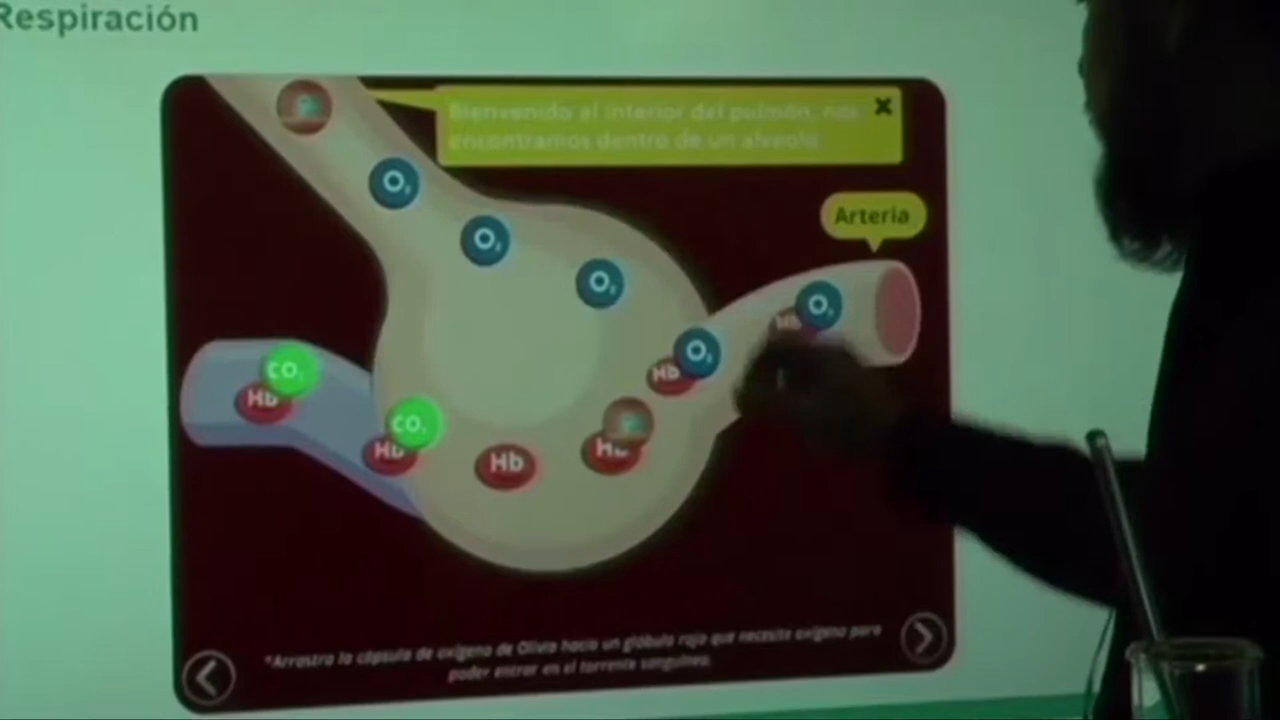 Respiración
Bienvenido al interior del pulmón, nos
encontramos dentro de un alveolo
X
Arteria
O₂
O₂
O₂
O₂
Hb
O₂
Hb
CO₂
Hb
CO₂
Hb
Hb
Hb
*Arrastra la cápsula de oxígeno de Olivia hacia un glóbulo rojo que necesite oxígeno para
poder entrar en el torrente sanguíneo.